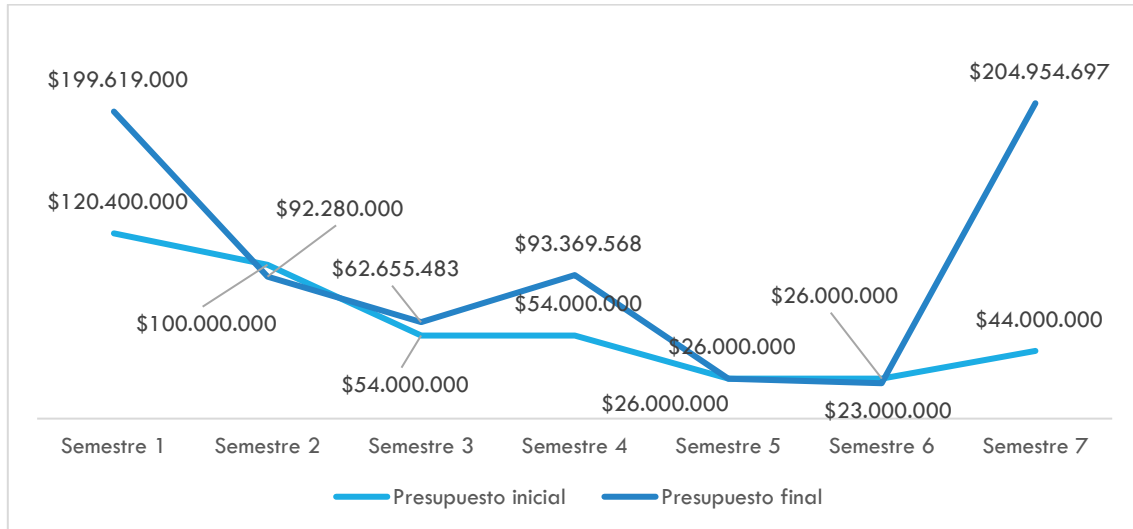 $199.619.000
$204.954.697
$120.400.000
$92.280.000
$93.369.568
$62.655.483
$54.000.000
$26.000.000
$44.000.000
$100.000.000
$26.000.000
$54.000.000
$26.000.000
$23.000.000
Semestre 1
Semestre 2
Semestre 3
Semestre 4
Semestre 5
Semestre 6
Semestre 7
Presupuesto inicial
Presupuesto final